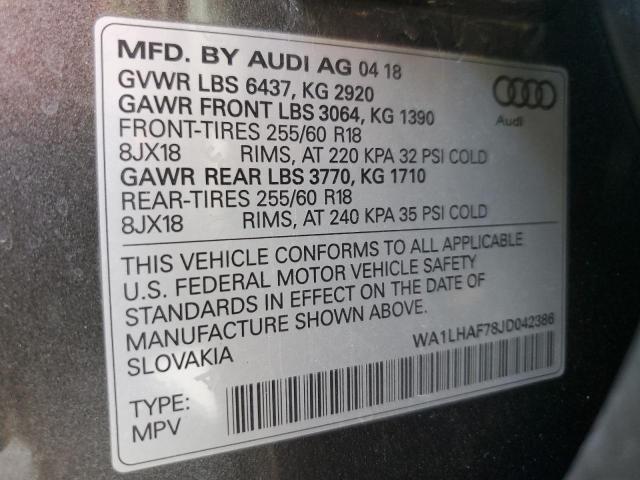 MFD. BY AUDI AG 04 18
GVWR LBS 6437, KG 2920
GAWR FRONT LBS 3064, KG 1390
FRONT-TIRES 255/60 R18
8JX18 RIMS, AT 220 KPA 32 PSI COLD
GAWR REAR LBS 3770, KG 1710
REAR-TIRES 255/60 R18
8JX18 RIMS, AT 240 KPA 35 PSI COLD
Audi
THIS VEHICLE CONFORMS TO ALL APPLICABLE
U.S. FEDERAL MOTOR VEHICLE SAFETY
STANDARDS IN EFFECT ON THE DATE OF
MANUFACTURE SHOWN ABOVE.
SLOVAKIA
WA1LHAF78JD042386
TYPE:
MPV